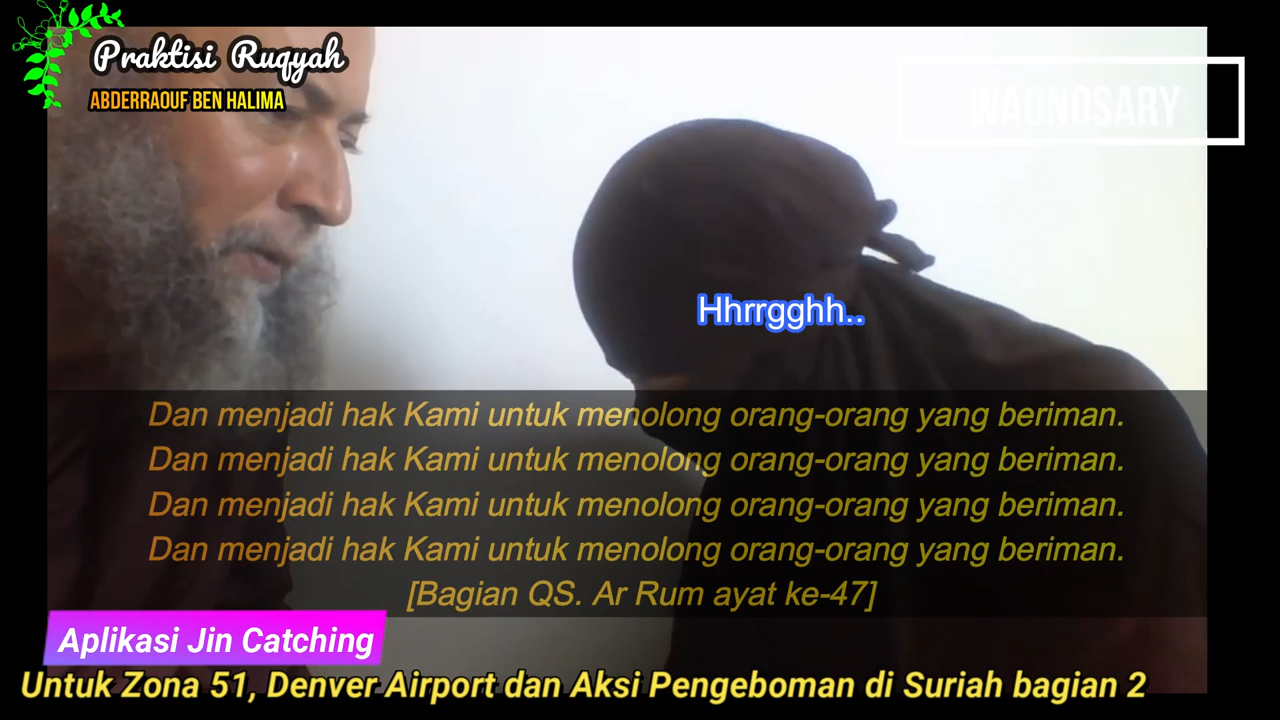 Praktisi Ruqyah
ABDERRAOUF BEN HALIMA
WAONOSARY
Hhrrgghh..
Dan menjadi hak Kami untuk menolong orang-orang yang beriman.
Dan menjadi hak Kami untuk menolong orang-orang yang beriman.
Dan menjadi hak Kami untuk menolong orang-orang yang beriman.
Dan menjadi hak Kami untuk menolong orang-orang yang beriman.
[Bagian QS. Ar Rum ayat ke-47]
Aplikasi Jin Catching
Untuk Zona 51, Denver Airport dan Aksi Pengeboman di Suriah bagian 2